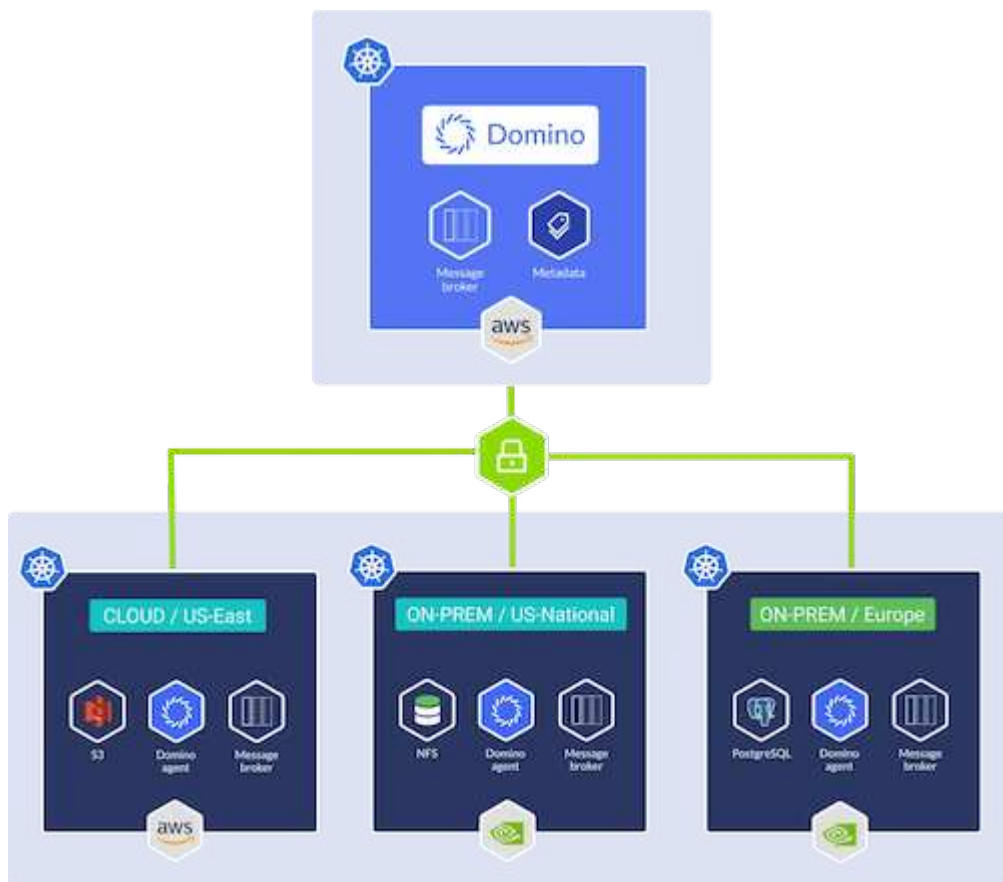 Domino
Message
broker
Metadata
aws
CLOUD / US-East
S3
Domino
agent
Message
broker
aws
ON-PREM / US-National
NFS
Domino
agent
Message
broker
ON-PREM / Europe
PostgreSQL
Domino
agent
Message
broker